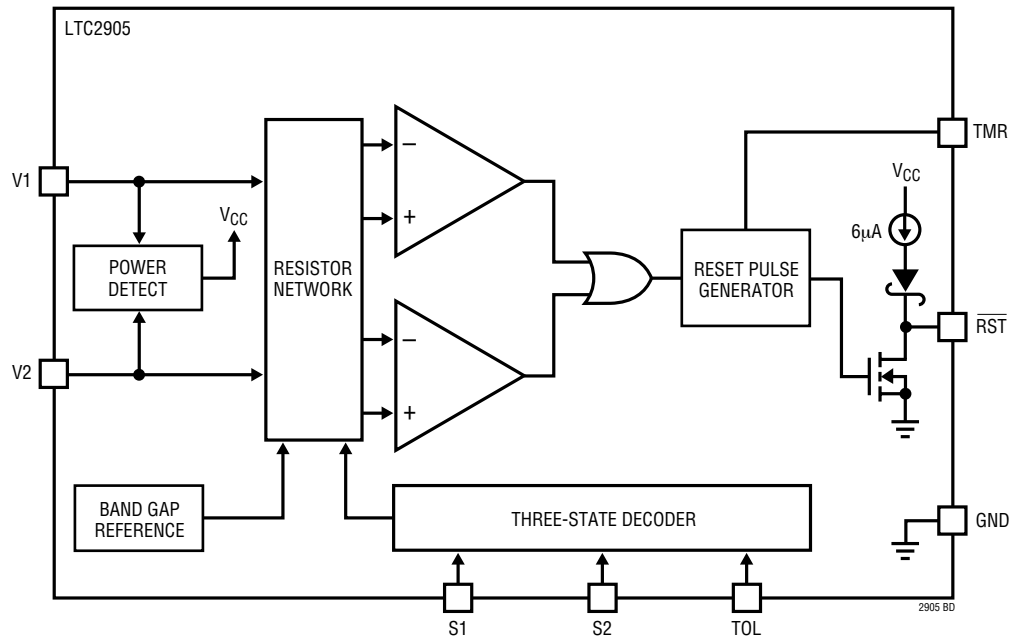 LTC2905
TMR
V1
VCC
6µA
VCC
POWER
DETECT
RESISTOR
NETWORK
–
+
RESET PULSE
GENERATOR
RST
V2
–
+
BAND GAP
REFERENCE
THREE-STATE DECODER
GND
S1
S2
TOL
2905 BD